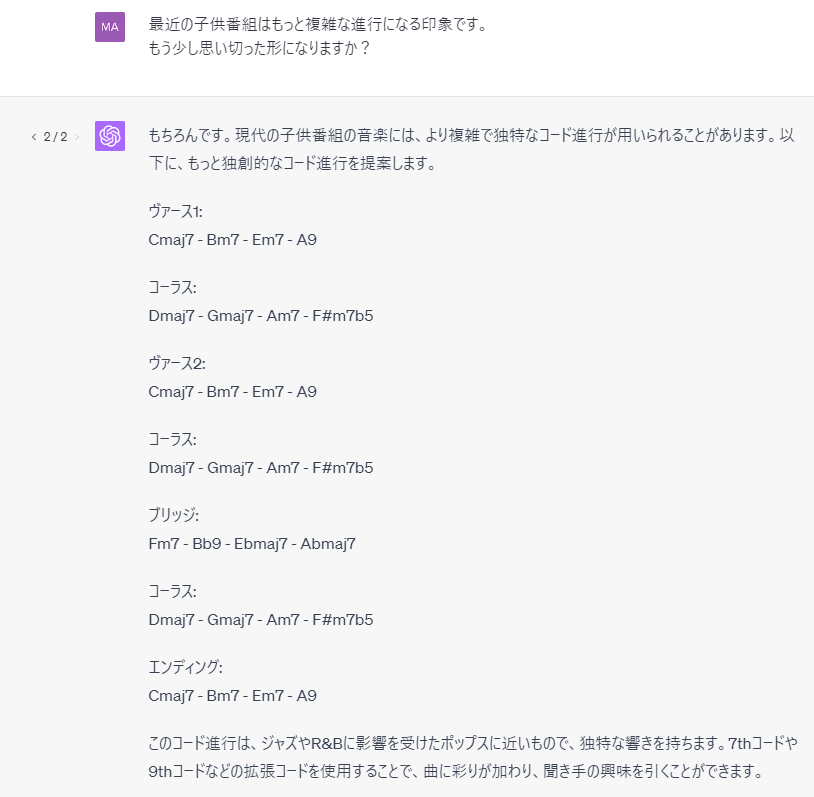 MA
最近の子供番組はもっと複雑な進行になる印象です。
もう少し思い切った形になりますか？
< 2 / 2 >
もちろんです。現代の子供番組の音楽には、より複雑で独特なコード進行が用いられることがあります。以
下に、もっと独創的なコード進行を提案します。
ヴァース1:
Cmaj7 - Bm7 - Em7 - A9
コーラス:
Dmaj7 - Gmaj7 - Am7 - F#m7b5
ヴァース2:
Cmaj7 - Bm7 - Em7 - A9
コーラス:
Dmaj7 - Gmaj7 - Am7 - F#m7b5
ブリッジ:
Fm7 - Bb9 - Ebmaj7 - Abmaj7
コーラス:
Dmaj7 - Gmaj7 - Am7 - F#m7b5
エンディング:
Cmaj7 - Bm7 - Em7 - A9
このコード進行は、ジャズやR&Bに影響を受けたポップスに近いもので、独特な響きを持ちます。7thコードや
9thコードなどの拡張コードを使用することで、曲に彩りが加わり、聞き手の興味を引くことができます。